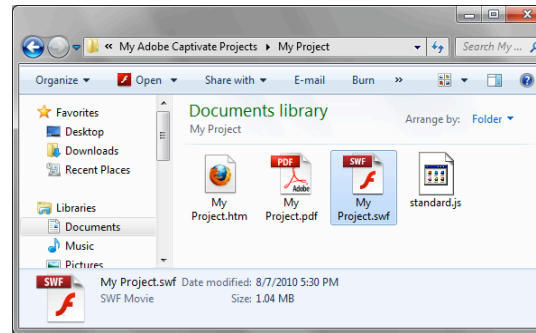 « My Adobe Captivate Projects My Project
Search My ...
Organize Open Share with E-mail Burn »
Favorites
Desktop
Downloads
Recent Places
Libraries
Documents
Music
Pictures
Documents library
My Project
Arrange by: Folder
My Project.htm
PDF
Adobe
My Project.pdf
SWF
My Project.swf
standard.js
SWF
My Project.swf Date modified: 8/7/2010 5:30 PM
SWF Movie Size: 1.04 MB